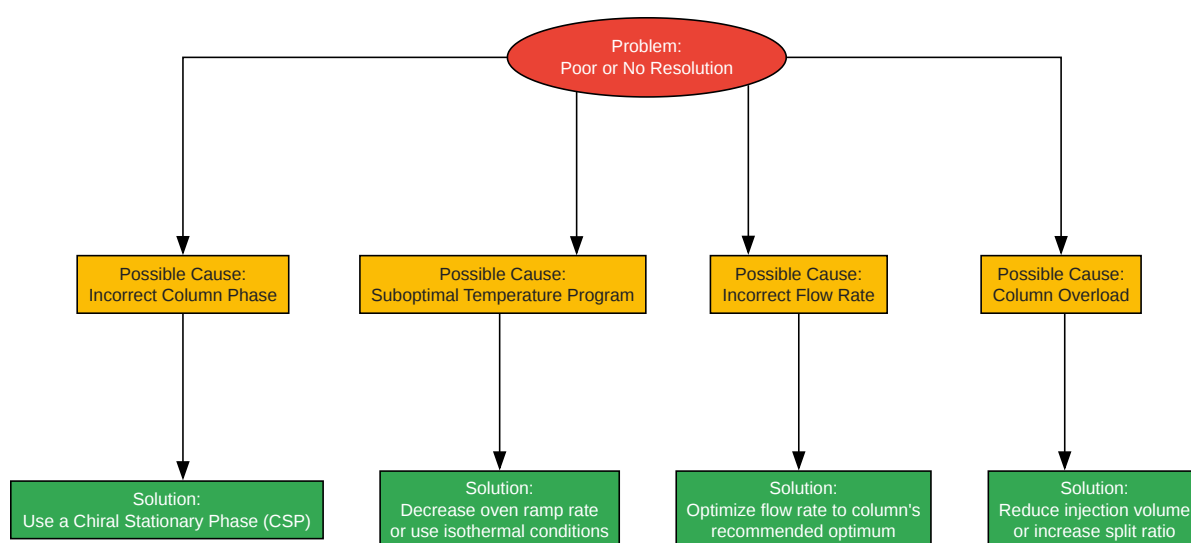 Problem:
Poor or No Resolution
Possible Cause:
Incorrect Column Phase
Possible Cause:
Suboptimal Temperature Program
Possible Cause:
Incorrect Flow Rate
Possible Cause:
Column Overload
Solution:
Use a Chiral Stationary Phase (CSP)
Solution:
Decrease oven ramp rate
or use isothermal conditions
Solution:
Optimize flow rate to column's
recommended optimum
Solution:
Reduce injection volume
or increase split ratio